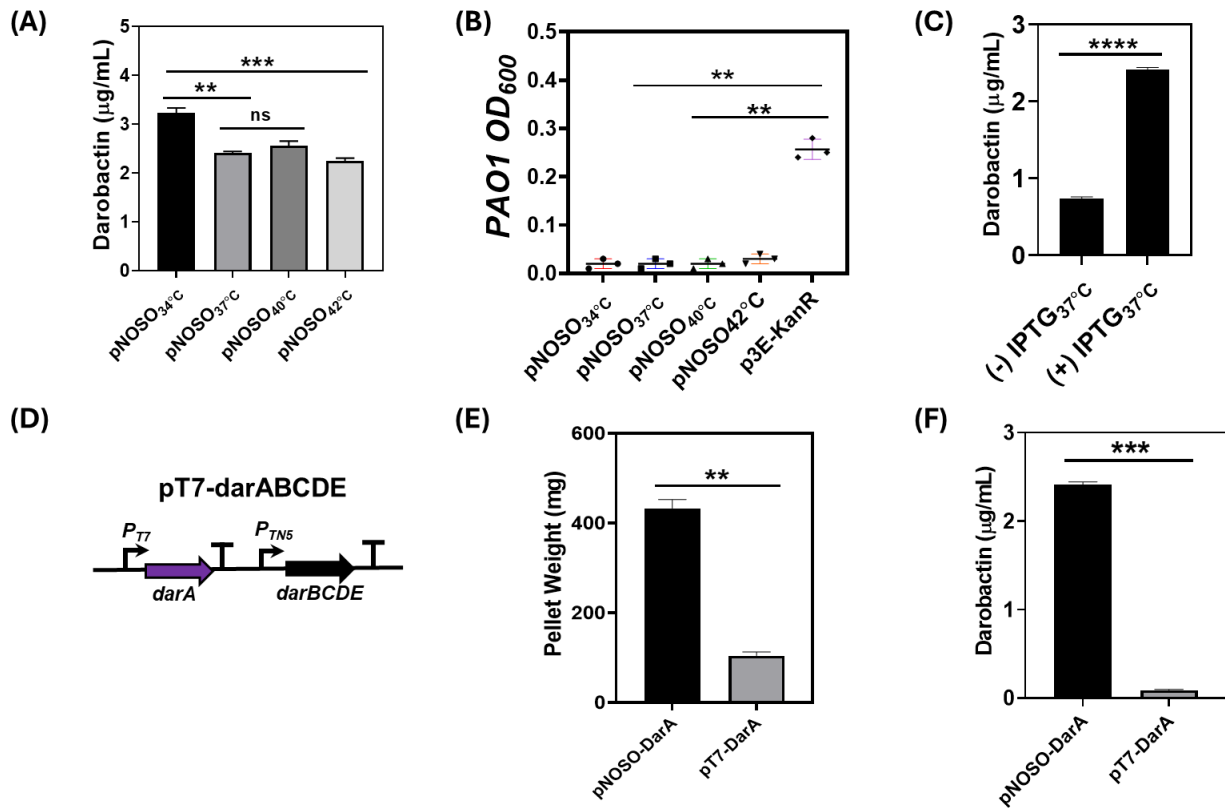 (A)
5
4
3
2
1
0
Darobactin (μg/mL)
***
**
ns
pNOSO34°C
pNOSO37°C
pNOSO40°C
pNOSO42°C
(B)
0.5
0.4
0.3
0.2
0.1
0.0
PAO1 OD600
**
**
pNOSO34°C
pNOSO37°C
pNOSO40°C
pNOSO42°C
p3E-KanR
(C)
3
2
1
0
Darobactin (μg/mL)
****
(-) IPTG37°C
(+) IPTG37°C
(D)
pT7-darABCDE
PT7
PTN5
darA
darBCDE
(E)
600
400
200
0
Pellet Weight (mg)
**
pNOSO-DarA
pT7-DarA
(F)
3
2
1
0
Darobactin (μg/mL)
***
pNOSO-DarA
pT7-DarA